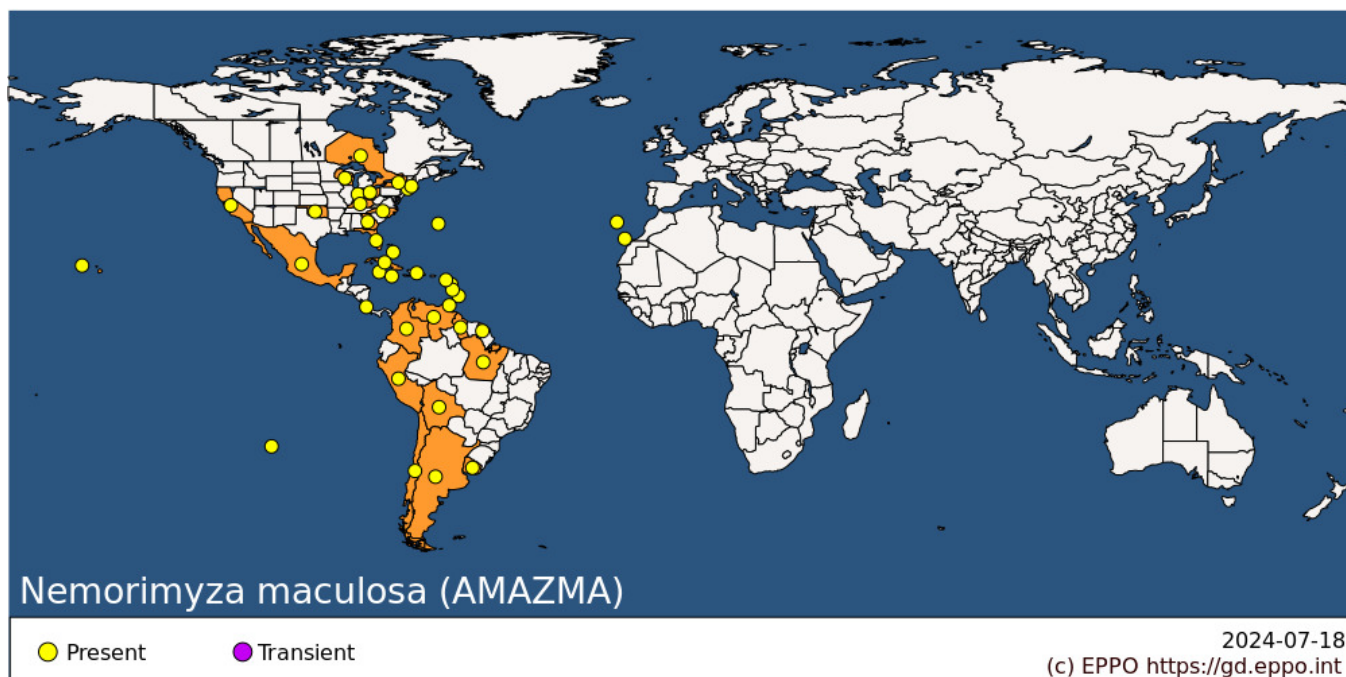 Nemorimyza maculosa (AMAZMA)
Present
Transient
2024-07-18
(c) EPPO https://gd.eppo.int